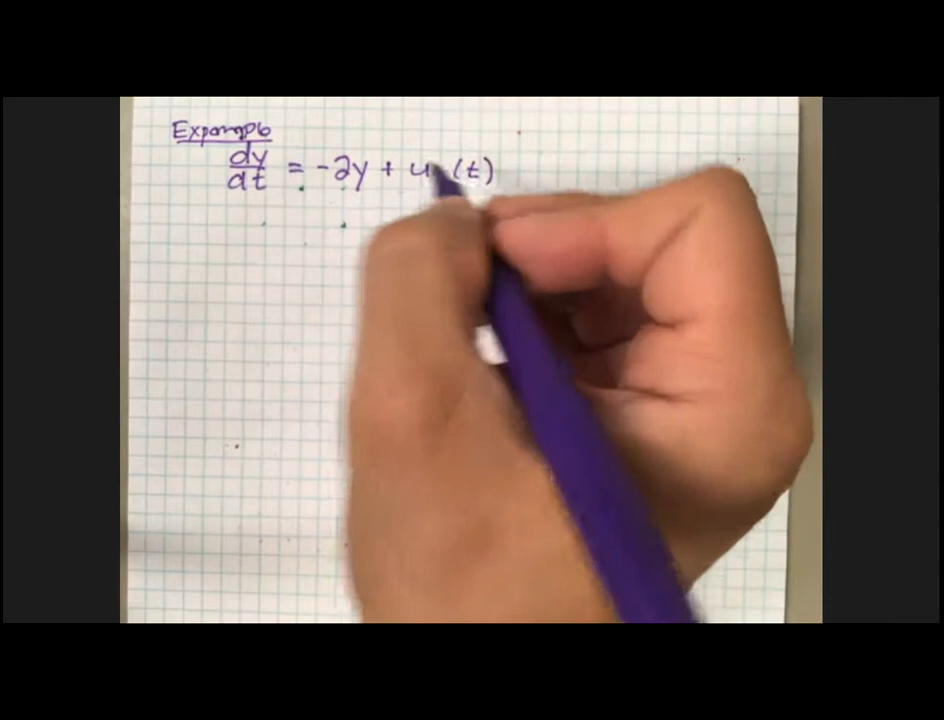 Example
dy/dt = -2y + u (t)